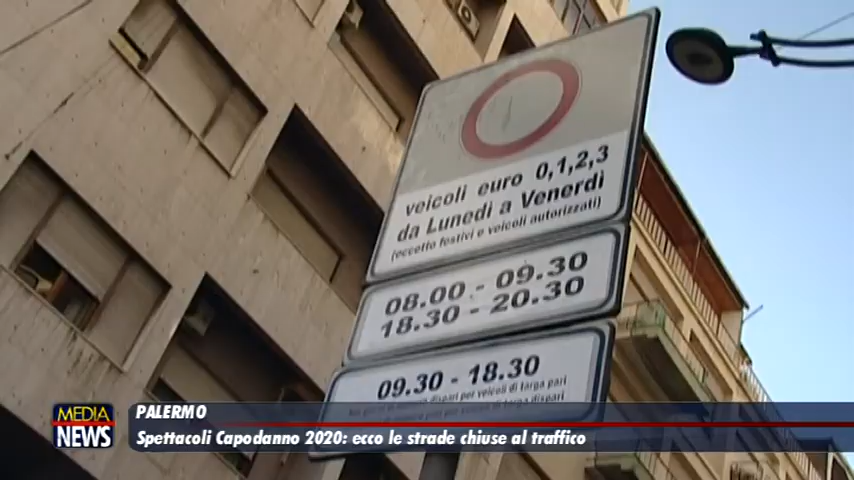 veicoli euro 0,1,2,3
da Lunedì a Venerdì
(eccetto festivi e veicoli autorizzati)
08.00 - 09.30
18.30 - 20.30
09.30 - 18.30
MEDIA
NEWS
PALERMO
Spettacoli Capodanno 2020: ecco le strade chiuse al traffico